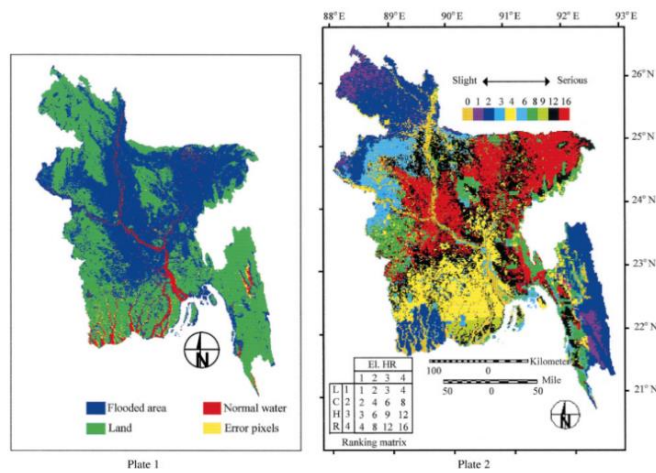 88°E 89°E 90°E 91°E 92°E 93°E
Slight Serious
0 1 2 3 4 5 6 8 9 12 16
26°N
25°N
24°N
23°N
22°N
21°N
N
Flooded area Normal water
Land Error pixels
Plate 1
El. HR
1 2 3 4
L 1 1 2 3 4
C 2 2 4 6 8
H 3 3 6 9 12
R 4 4 8 12 16
Ranking matrix
Kilometer
100 0 100
Mile
50 0 50
N
Plate 2